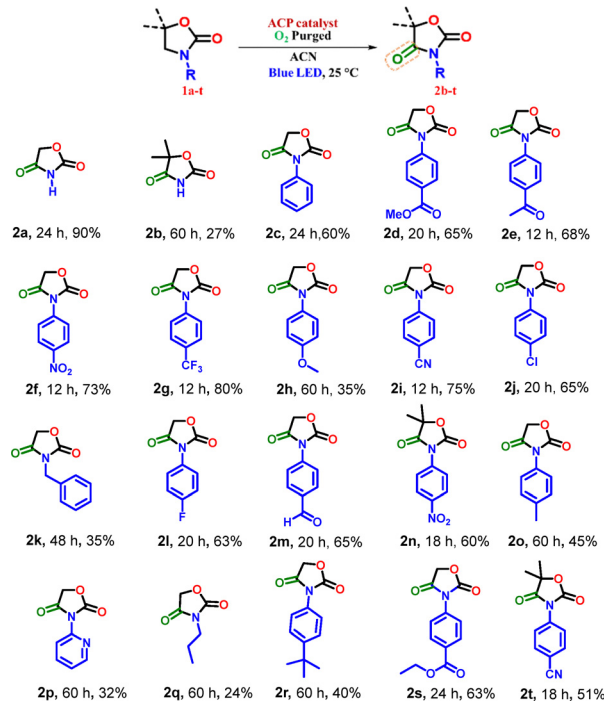 ACP catalyst
O2 Purged
ACN
Blue LED, 25 °C
O
O
N
R
1a-t
O
O
O
N
R
2b-t
O
O
O
N
H
O
O
O
N
H
O
O
O
N
O
O
O
N
MeO
O
O
O
O
N
O
2a, 24 h, 90%
2b, 60 h, 27%
2c, 24 h,60%
2d, 20 h, 65%
2e, 12 h, 68%
O
O
O
N
NO2
O
O
O
N
CF3
O
O
O
N
O
O
O
O
N
CN
O
O
O
N
Cl
2f, 12 h, 73%
2g, 12 h, 80%
2h, 60 h, 35%
2i, 12 h, 75%
2j, 20 h, 65%
O
O
O
N
O
O
O
N
F
O
O
O
N
H
O
O
O
O
N
NO2
O
O
O
N
2k, 48 h, 35%
2l, 20 h, 63%
2m, 20 h, 65%
2n, 18 h, 60%
2o, 60 h, 45%
O
O
O
N
N
O
O
O
N
O
O
O
N
O
O
O
N
O
O
O
O
O
N
CN
2p, 60 h, 32%
2q, 60 h, 24%
2r, 60 h, 40%
2s, 24 h, 63%
2t, 18 h, 51%